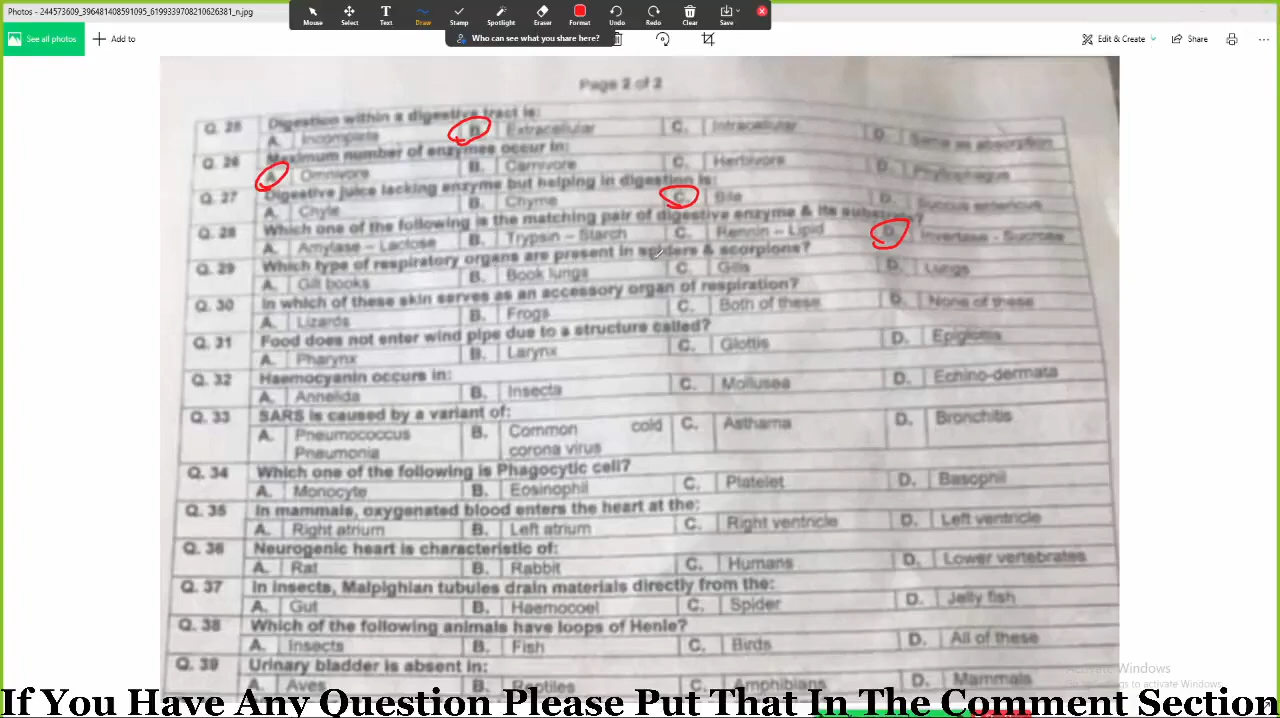 Photos - 244573609_396481408591095_6199339708210626381_n.jpg
Mouse Select Text Draw Stamp Spotlight Eraser Format Undo Redo Clear Save
See all photos Add to Who can see what you share here? Edit & Create Share
Page 2 of 2
Q. 25 Digestion within a digestive tract is:
A. Incomplete B. Extracellular C. Intracellular D. Same as absorption
Q. 26 Maximum number of enzymes occur in:
A. Omnivore B. Carnivore C. Herbivore D. Phytophagus
Q. 27 Digestive juice lacking enzyme but helping in digestion is:
A. Chyle B. Chyme C. Bile D. Succus entericus
Q. 28 Which one of the following is the matching pair of digestive enzyme & its substrate?
A. Amylase – Lactose B. Trypsin – Starch C. Rennin – Lipid D. Invertase - Sucrose
Q. 29 Which type of respiratory organs are present in spiders & scorpions?
A. Gill books B. Book lungs C. Gills D. Lungs
Q. 30 In which of these skin serves as an accessory organ of respiration?
A. Lizards B. Frogs C. Both of these D. None of these
Q. 31 Food does not enter wind pipe due to a structure called?
A. Pharynx B. Larynx C. Glottis D. Epiglottis
Q. 32 Haemocyanin occurs in:
A. Annelida B. Insecta C. Mollusca D. Echino-dermata
Q. 33 SARS is caused by a variant of:
A. Pneumococcus B. Common cold C. Asthama D. Bronchitis
Pneumonia corona virus
Q. 34 Which one of the following is Phagocytic cell?
A. Monocyte B. Eosinophil C. Platelet D. Basophil
Q. 35 In mammals, oxygenated blood enters the heart at the:
A. Right atrium B. Left atrium C. Right ventricle D. Left ventricle
Q. 36 Neurogenic heart is characteristic of:
A. Rat B. Rabbit C. Humans D. Lower vertebrates
Q. 37 In insects, Malpighian tubules drain materials directly from the:
A. Gut B. Haemocoel C. Spider D. Jelly fish
Q. 38 Which of the following animals have loops of Henle?
A. Insects B. Fish C. Birds D. All of these
Q. 39 Urinary bladder is absent in:
A. Aves B. Reptiles C. Amphibians D. Mammals
Activate Windows
to activate Windows.
If You Have Any Question Please Put That In The Comment Section